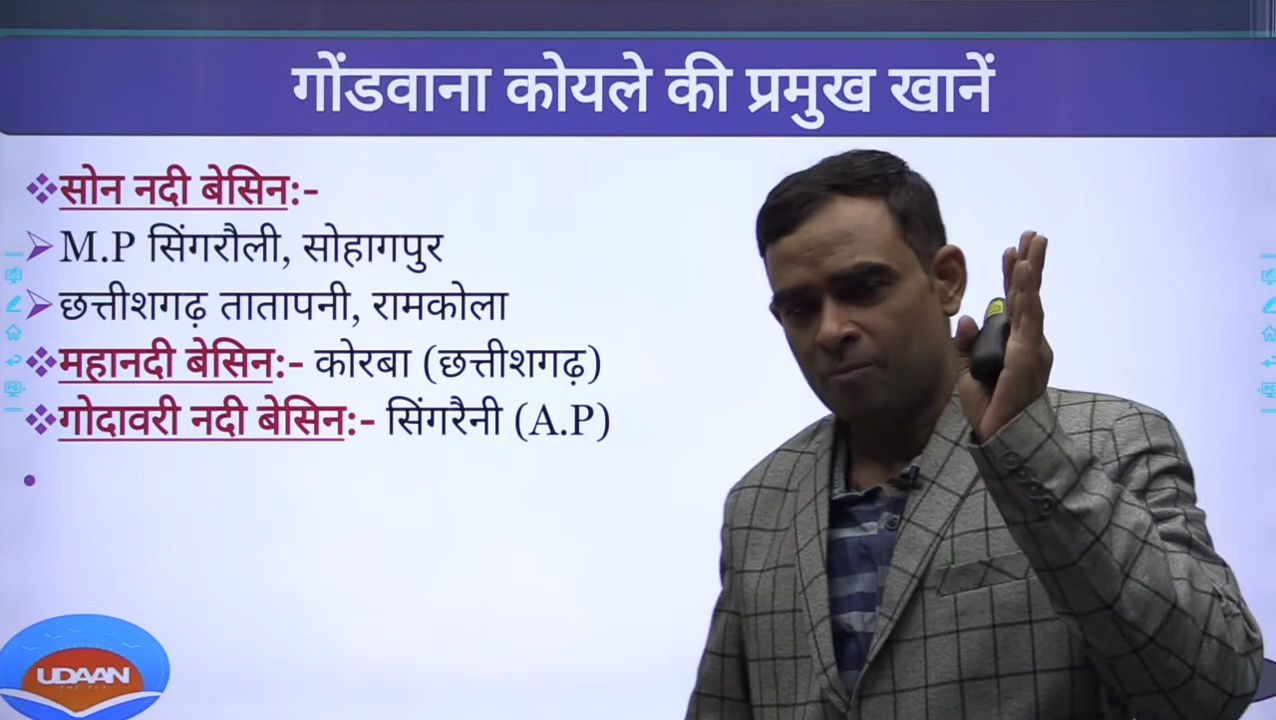 गोंडवाना कोयले की प्रमुख खानें
❖सोन नदी बेसिन:-
➢M.P सिंगरौली, सोहागपुर
➢छत्तीशगढ़ तातापनी, रामकोला
❖महानदी बेसिन:- कोरबा (छत्तीशगढ़)
❖गोदावरी नदी बेसिन:- सिंगरैनी (A.P)
UDAAN